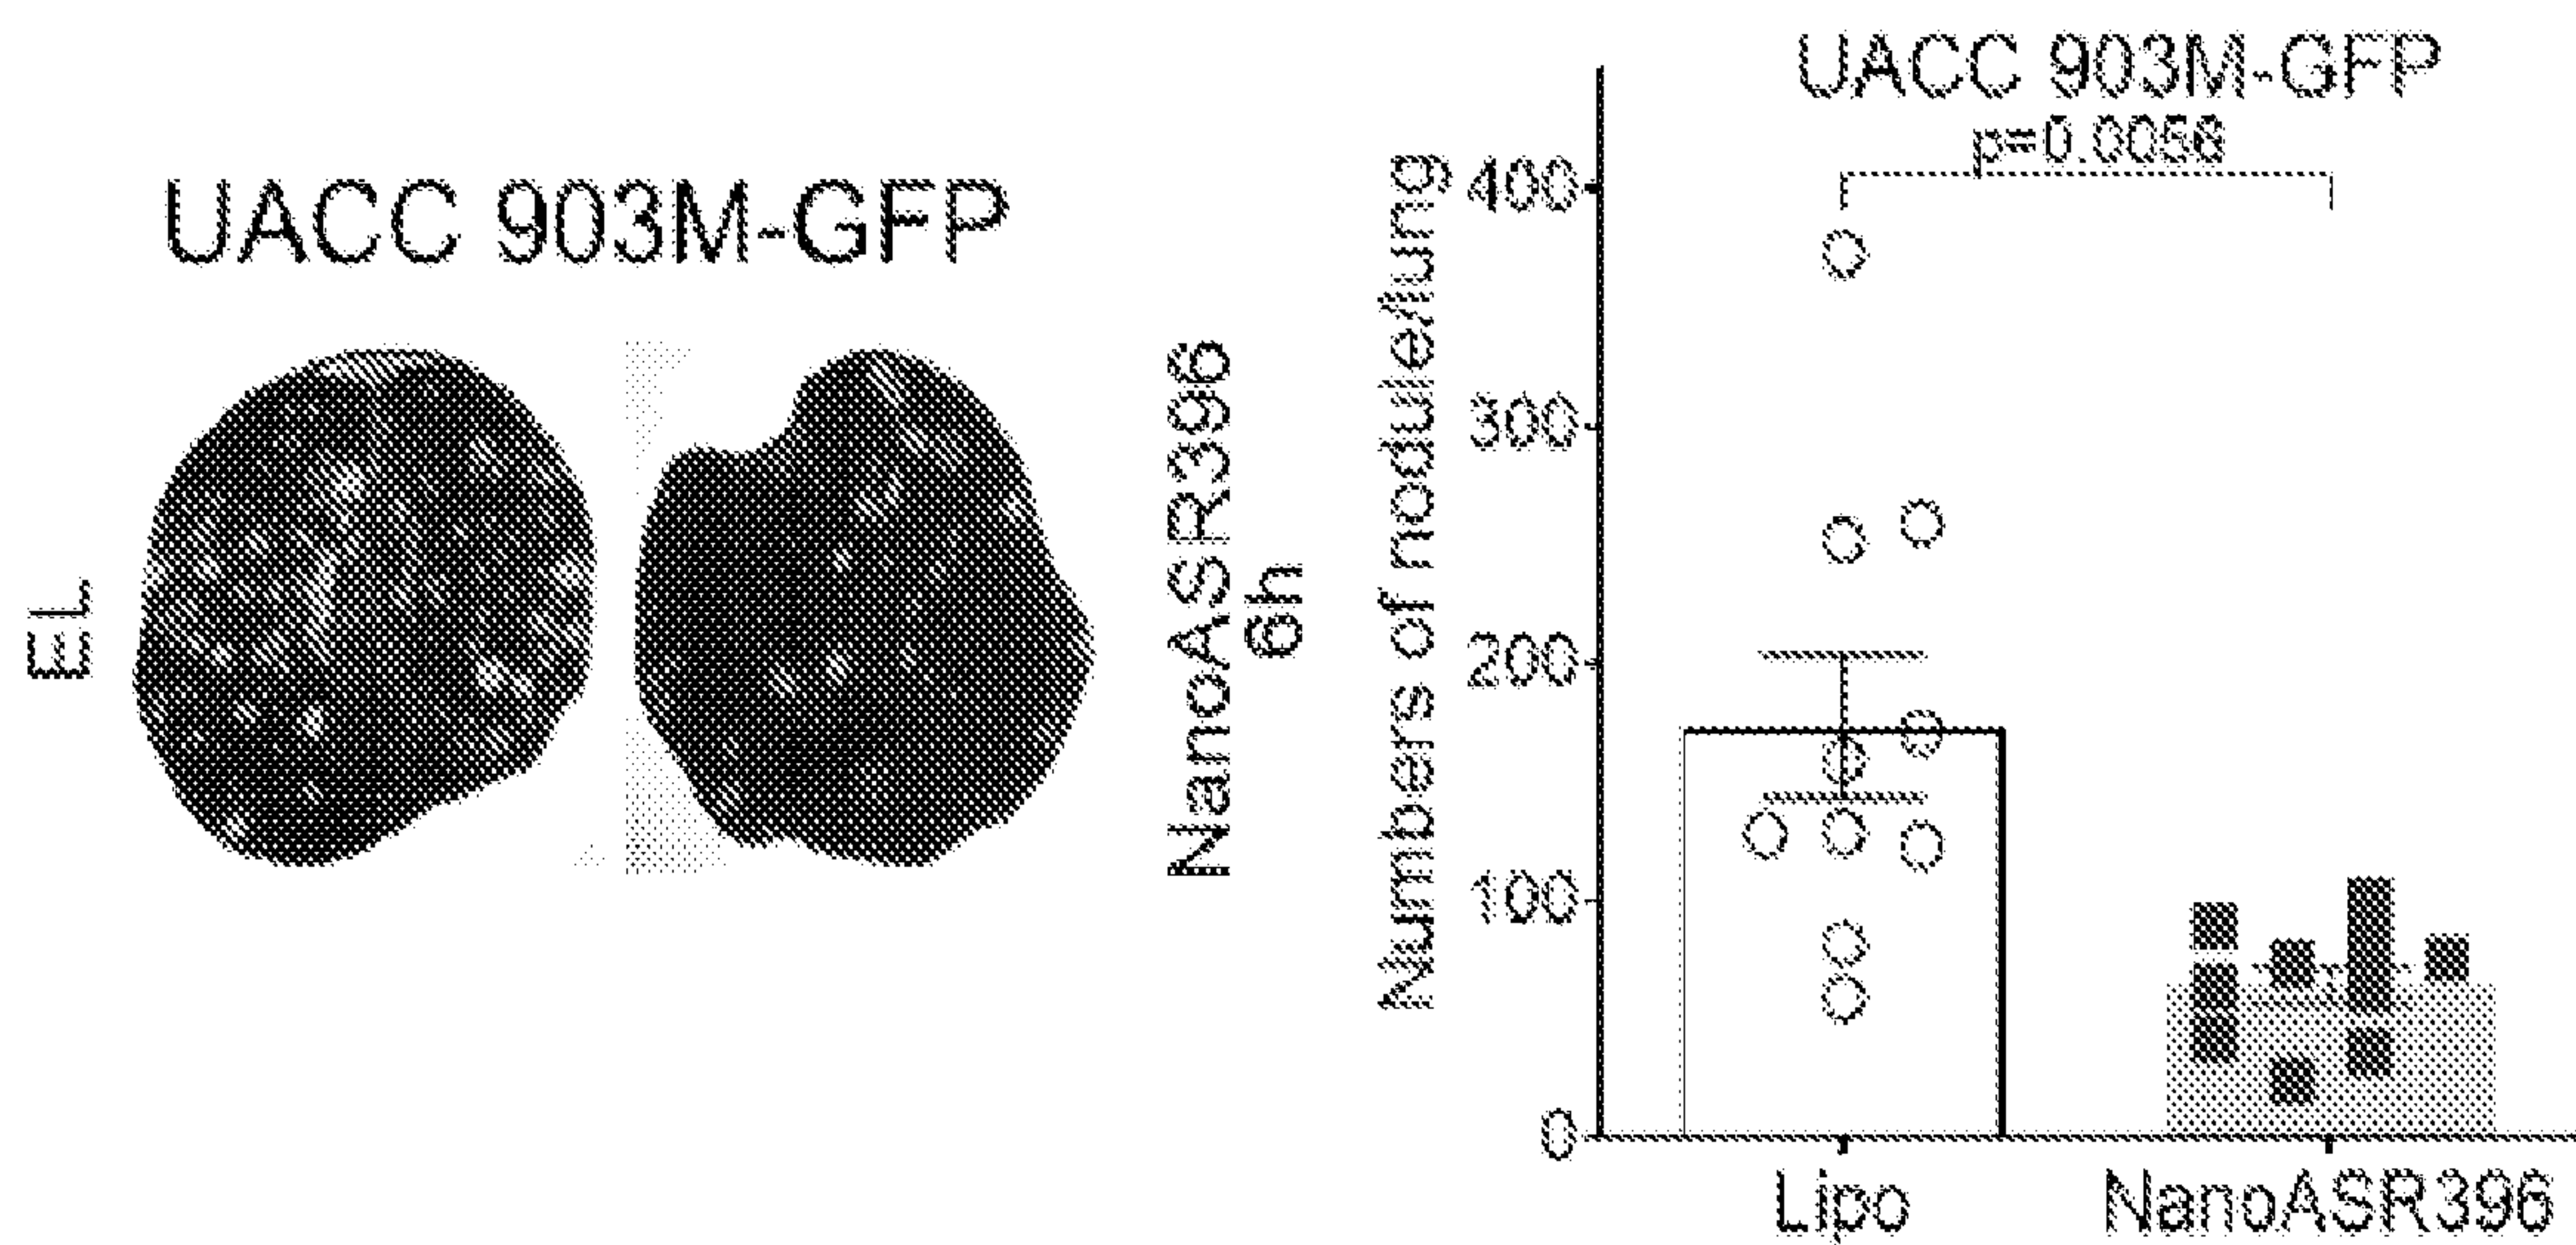 UACC 903M-GFP
EL
NanoASR396
6h
UACC 903M-GFP
p=0.0056
Numbers of nodule/lung
400
300
200
100
0
Lipo
NanoASR396